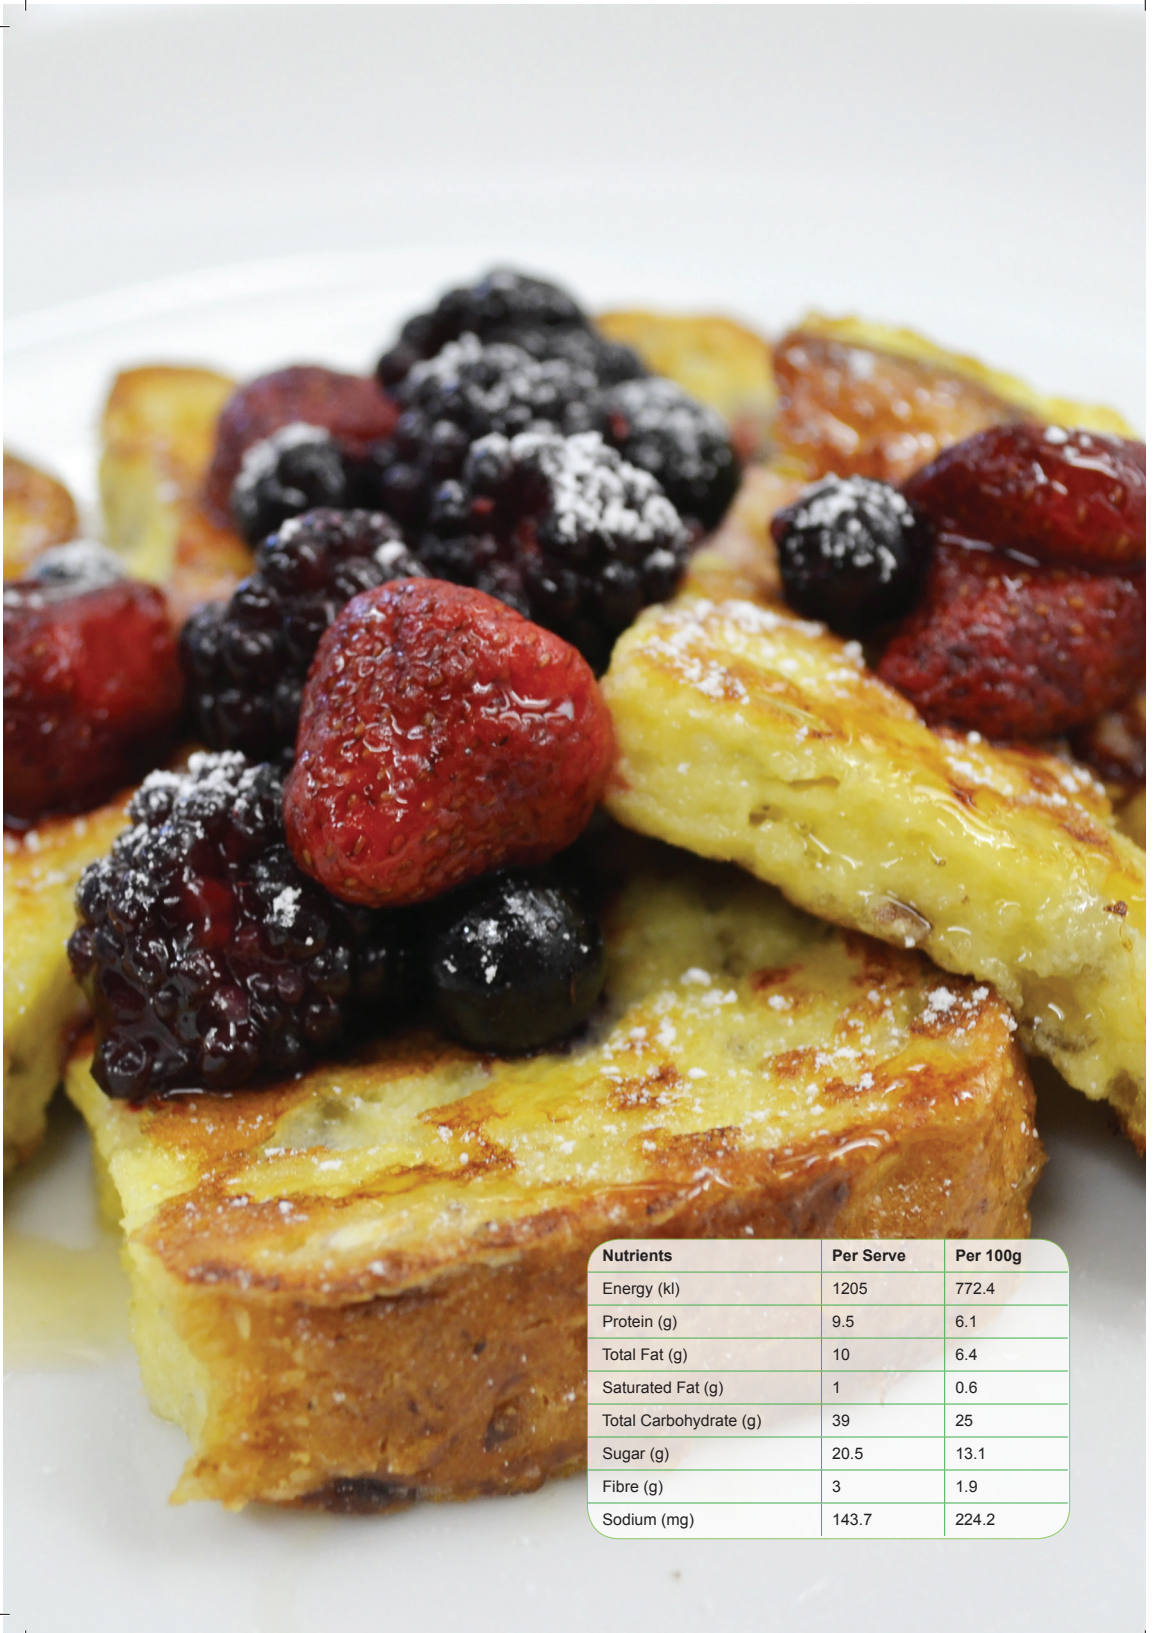 Nutrients Per Serve Per 100g
Energy (kl) 1205 772.4
Protein (g) 9.5 6.1
Total Fat (g) 10 6.4
Saturated Fat (g) 1 0.6
Total Carbohydrate (g) 39 25
Sugar (g) 20.5 13.1
Fibre (g) 3 1.9
Sodium (mg) 143.7 224.2